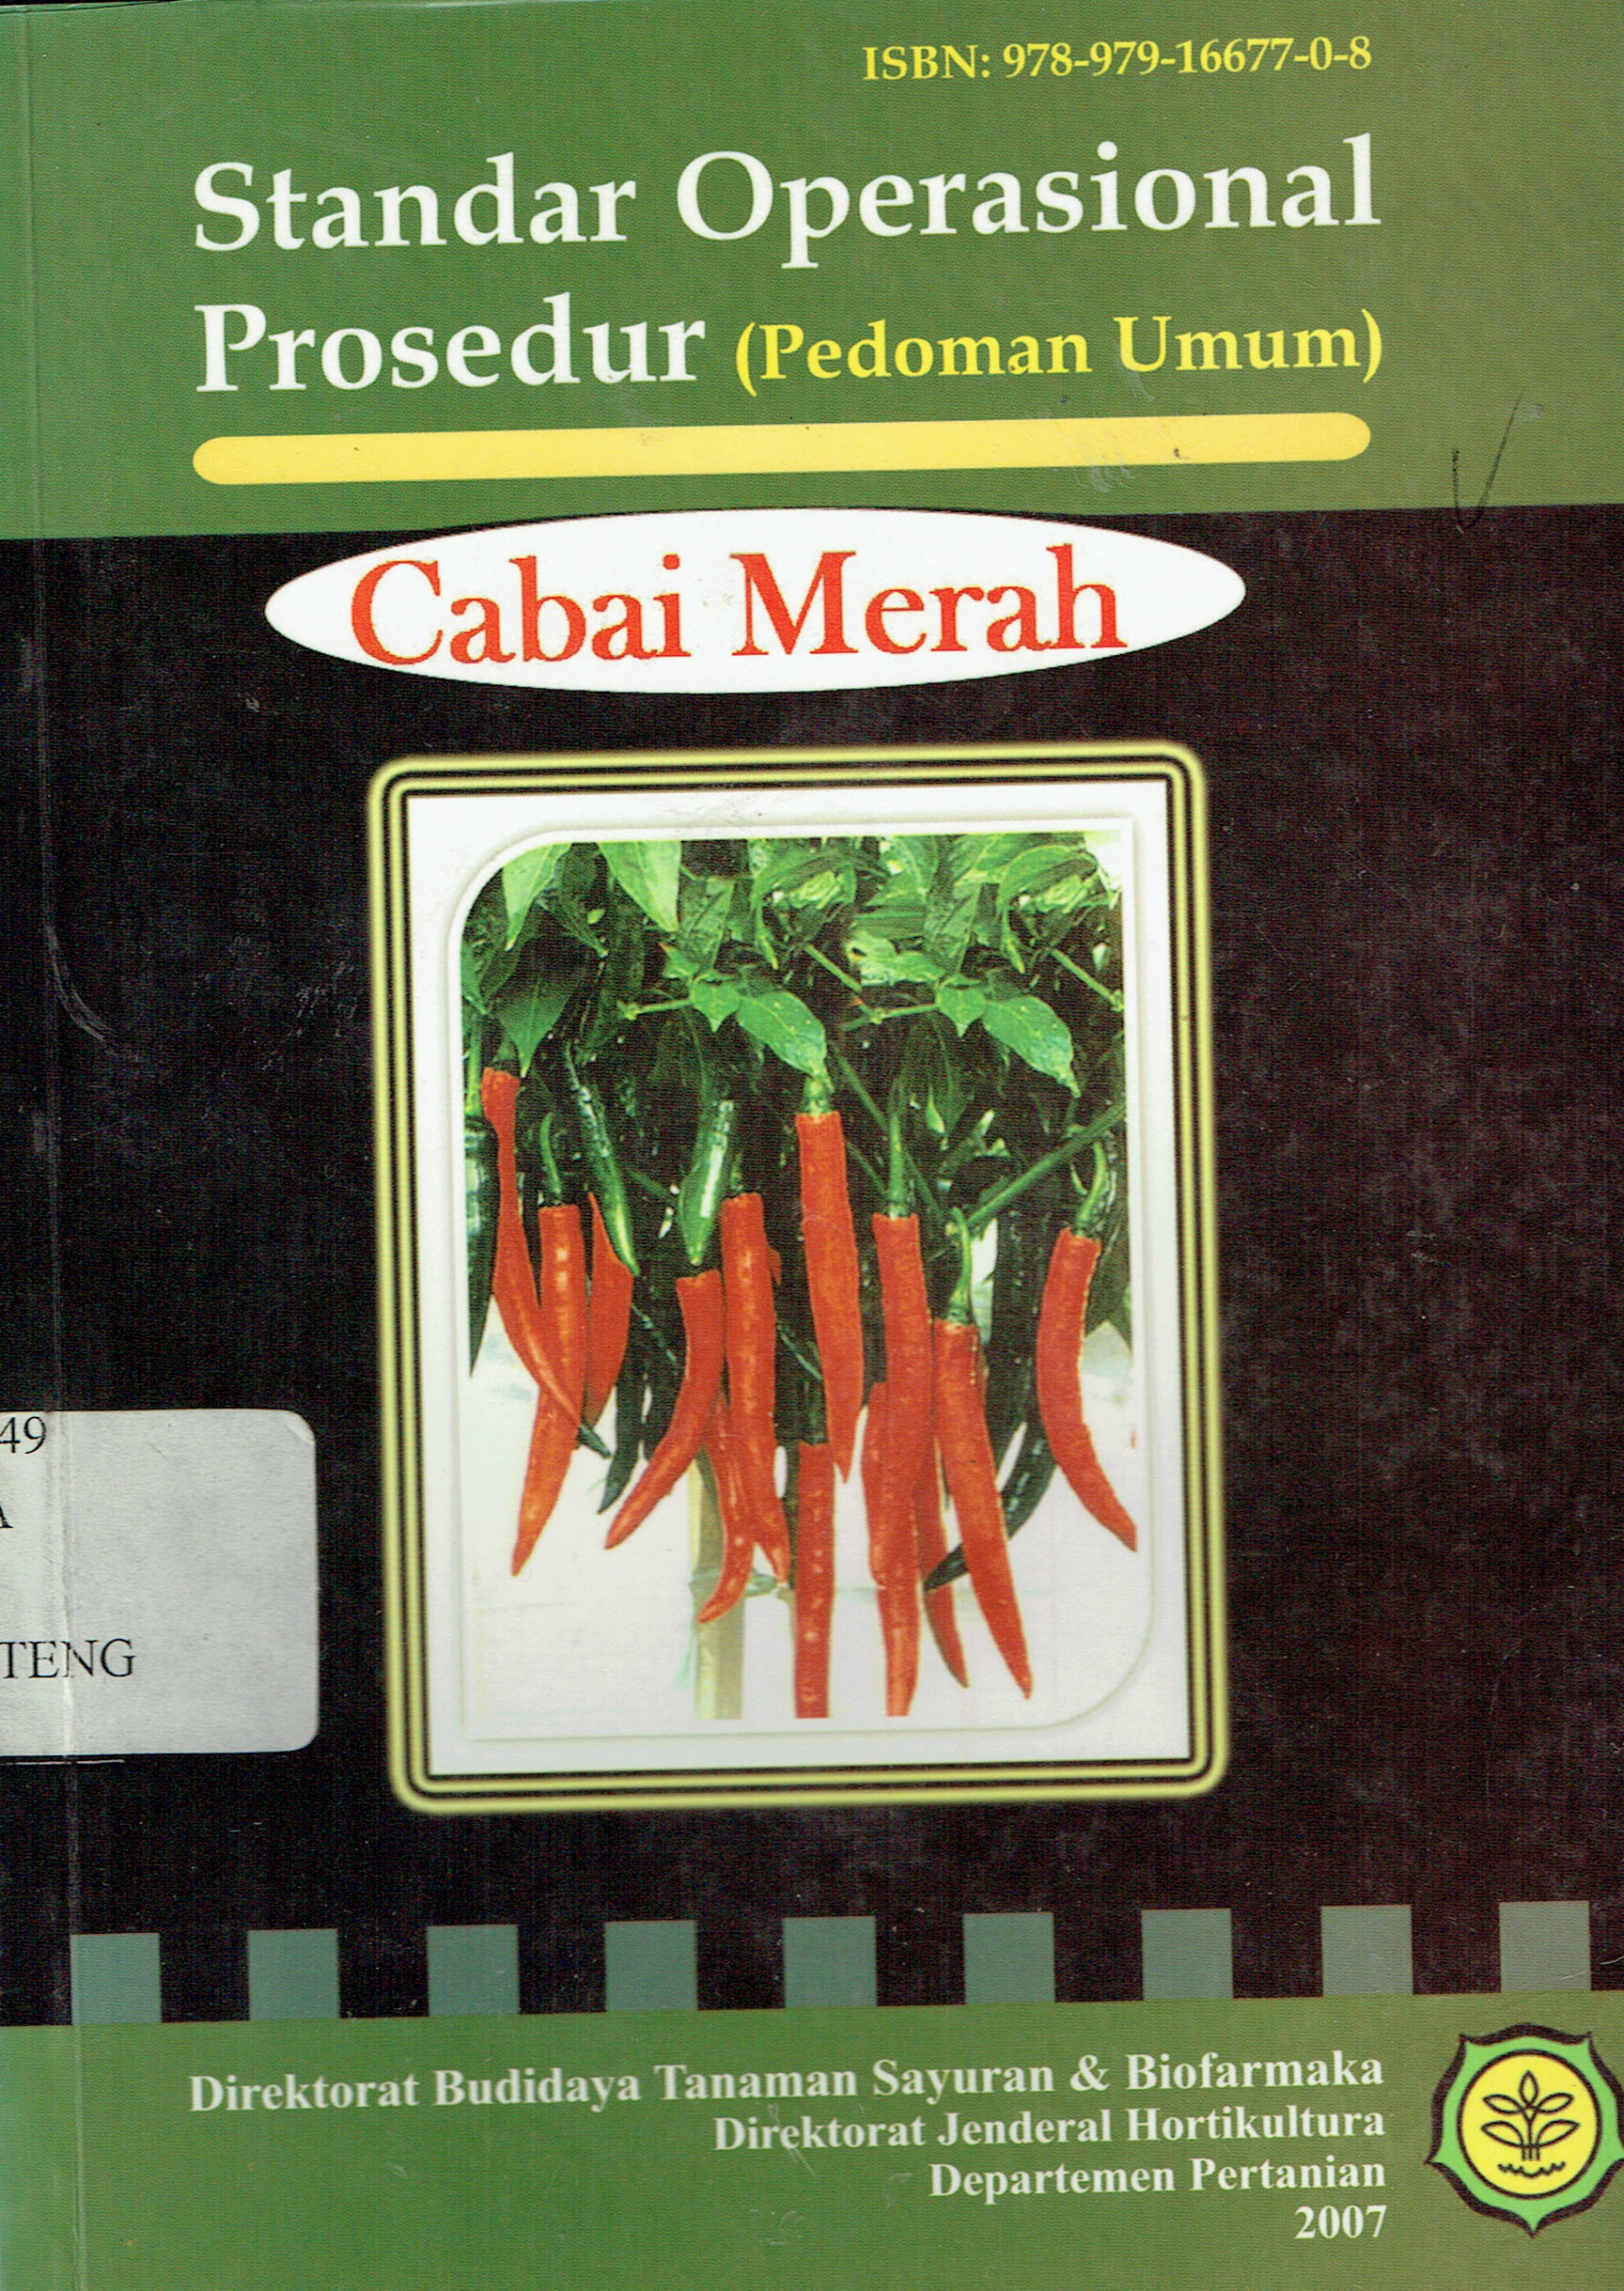 ISBN: 978-979-16677-0-8
Standar Operasional
Prosedur (Pedoman Umum)
Cabai Merah
49
A
TENG
Direktorat Budidaya Tanaman Sayuran & Biofarmaka
Direktorat Jenderal Hortikultura
Departemen Pertanian
2007